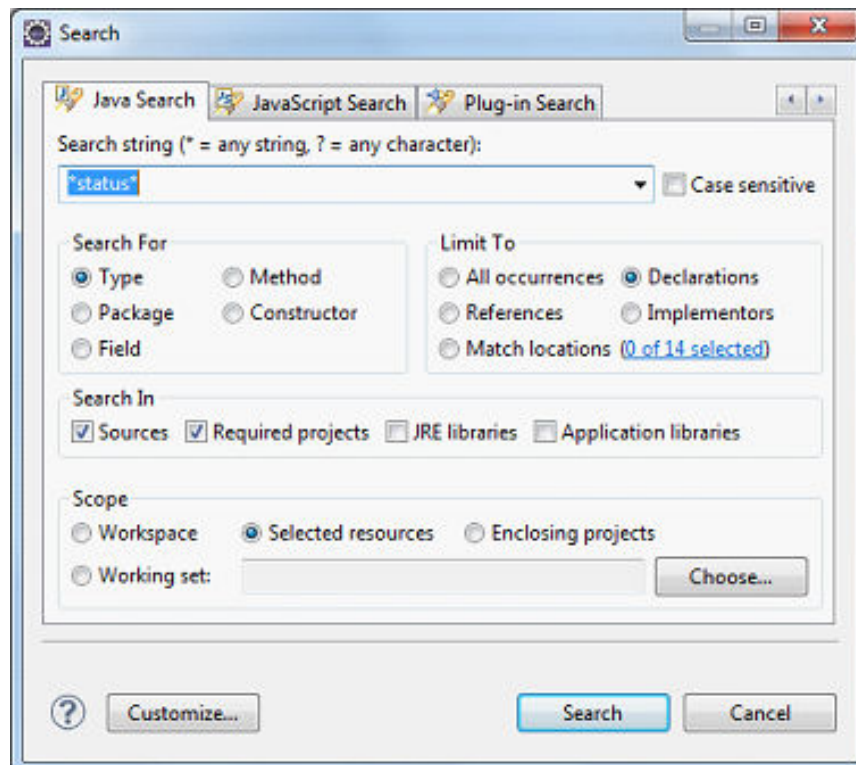 Search
Java Search JavaScript Search Plug-in Search
Search string (* = any string, ? = any character):
*status* Case sensitive
Search For
Type Method
Package Constructor
Field
Limit To
All occurrences Declarations
References Implementors
Match locations (0 of 14 selected)
Search In
Sources Required projects JRE libraries Application libraries
Scope
Workspace Selected resources Enclosing projects
Working set: Choose...
? Customize... Search Cancel